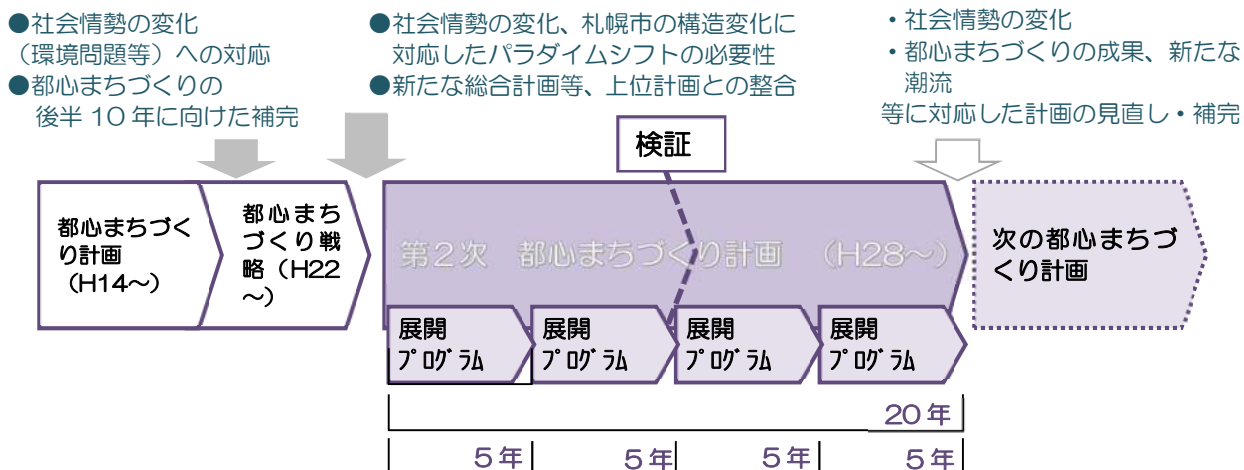 ●社会情勢の変化
（環境問題等）への対応
●都心まちづくりの
後半 10 年に向けた補完
●社会情勢の変化、札幌市の構造変化に
対応したパラダイムシフトの必要性
●新たな総合計画等、上位計画との整合
・社会情勢の変化
・都心まちづくりの成果、新たな
潮流
等に対応した計画の見直し・補完
検証
都心まちづく
り計画
（H14～）
都心まち
づくり戦
略（H22
～）
第２次　都心まちづくり計画　（H28～）
次の都心まちづ
くり計画
展開
ﾌﾟﾛｸﾞﾗﾑ
展開
ﾌﾟﾛｸﾞﾗﾑ
展開
ﾌﾟﾛｸﾞﾗﾑ
展開
ﾌﾟﾛｸﾞﾗﾑ
20 年
５年
５年
５年
５年